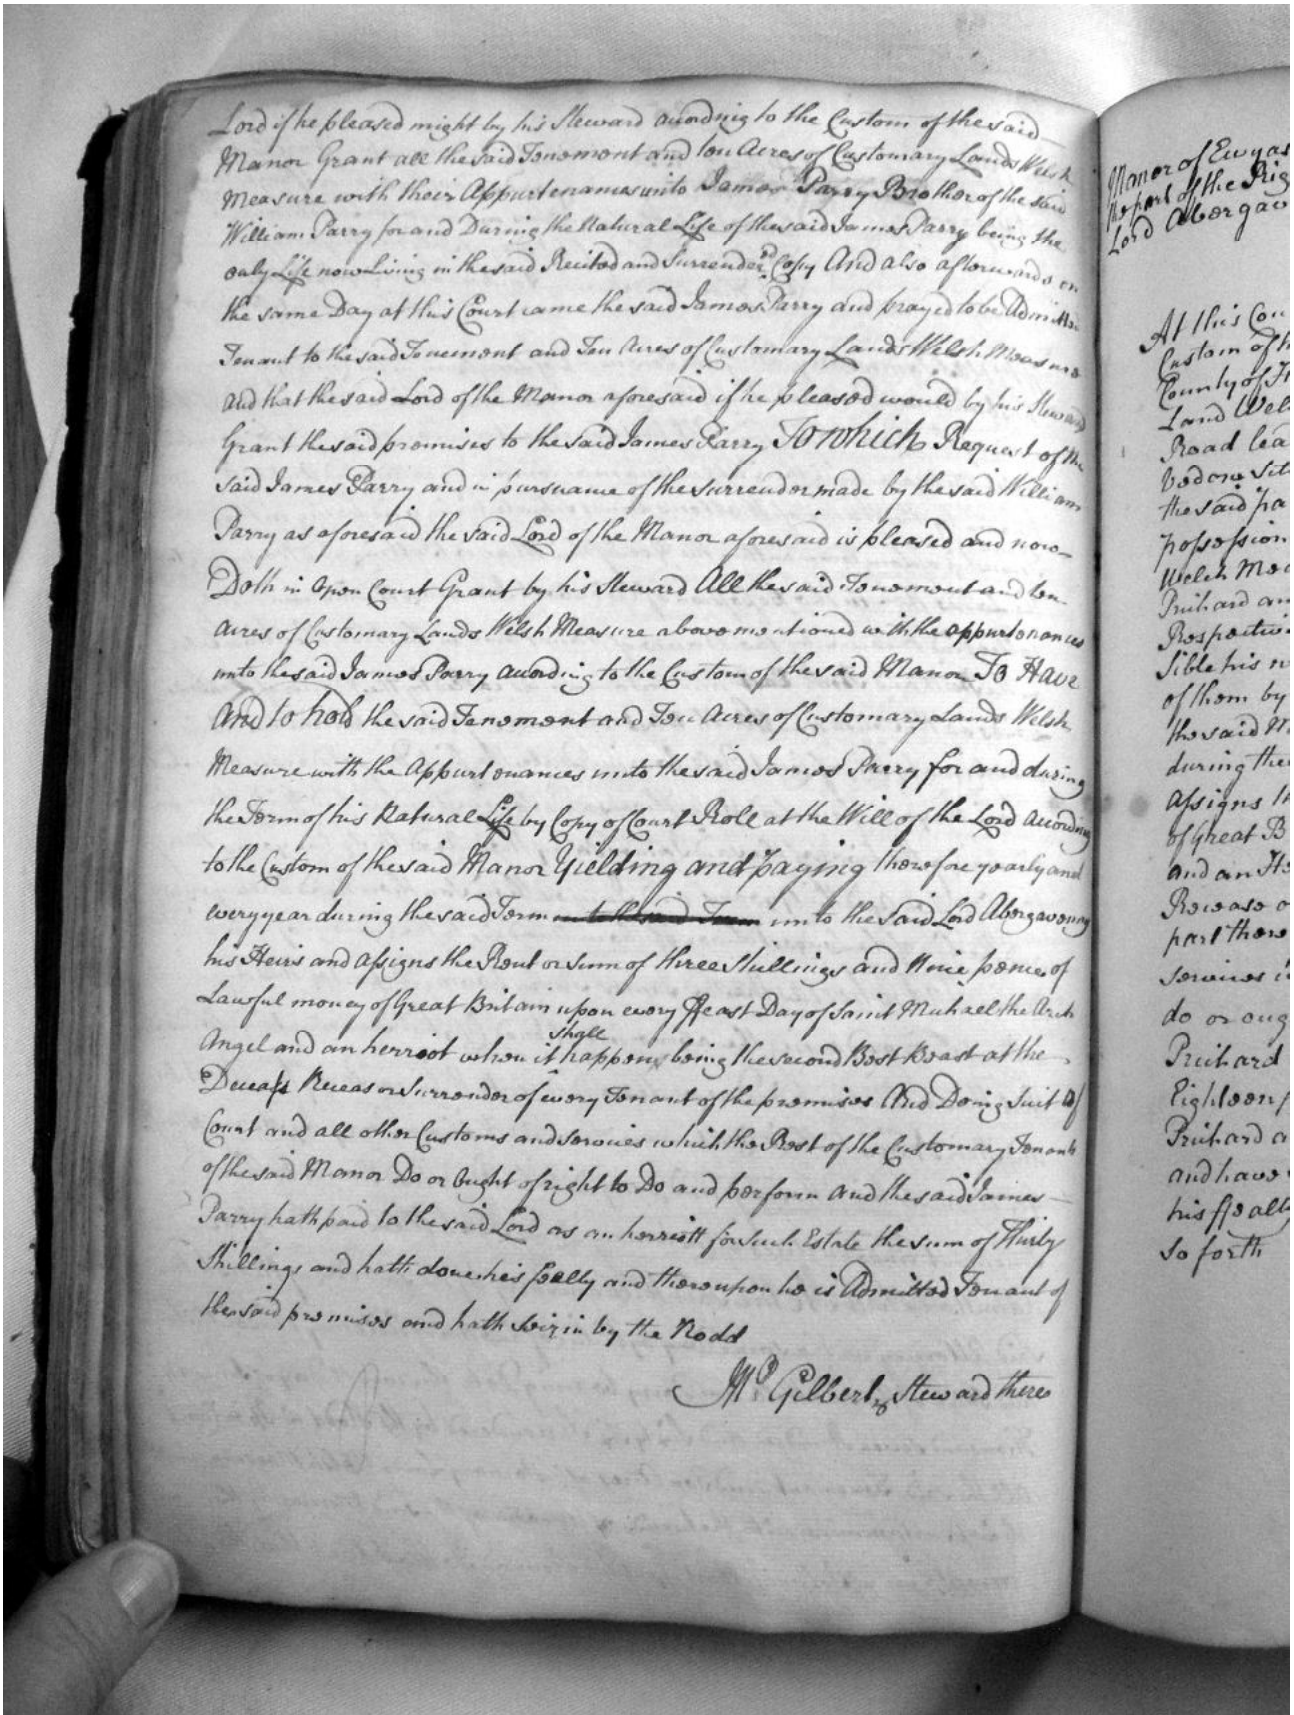 Lord if he pleased might by his Steward according to the Custom of the said
Manor Grant all the said Tenement and ten Acres of Customary Lands Welsh
Measure with their Appurtenances unto James Parry Brother of the said
William Parry for and During the Natural Life of the said James Parry being the
only Life now Living in the said Recited and Surrender'd Copy And also afterwards on
the same Day at this Court came the said James Parry and prayed to be Admitted
Tenant to the said Tenement and Ten Acres of Customary Lands Welsh Measure
and that the said Lord of the Manor aforesaid if he pleased would by his Steward
Grant the said premises to the said James Parry To which Request of the
said James Parry and in pursuance of the surrender made by the said William
Parry as aforesaid the said Lord of the Manor aforesaid is pleased and now
Doth in Open Court Grant by his Steward All the said Tenement and ten
Acres of Customary Lands Welsh Measure above mentioned with the appurtenances
unto the said James Parry according to the Custom of the said Manor To Have
And to hold the said Tenement and Ten Acres of Customary Lands Welsh
Measure with the Appurtenances unto the said James Parry for and during
the Term of his Natural Life by Copy of Court Roll at the Will of the Lord according
to the Custom of the said Manor Yielding and paying therefore yearly and
every year during the said Term unto the said Term unto the said Lord Abergavenny
his Heirs and assigns the Rent or sum of three shillings and Nine pence of
Lawful money of Great Britain upon every ffeast Day of Saint Michael the Arch
Angel and an herriot when it shall happen being the second Best Beast at the
Decease Recease or Surrender of every Tenant of the premises And Doing Suit Of
Court and all other Customs and services which the Rest of the Customary Tenants
of the said Manor Do or Ought of right to Do and perform and the said James
Parry hath paid to the said Lord as an herriott for such Estate the sum of Thirty
Shillings and hath done his fealty and thereupon he is Admitted Tenant of
the said premises and hath seizin by the Rodd
Gilbert Steward there
Manor of Ewyas
the part of the Rig
Lord Abergav
At this Cou
Custom of th
County of H
Land Wel
Road lea
the said pa
possession
Welsh Mea
Prichard an
Respective
Sible his w
of them by
the said M
during the
assigns th
of Great B
and an He
Recease o
part there
services i
do or oug
Prichard
Eighteen p
Prichard a
and have
his ffealt
so forth